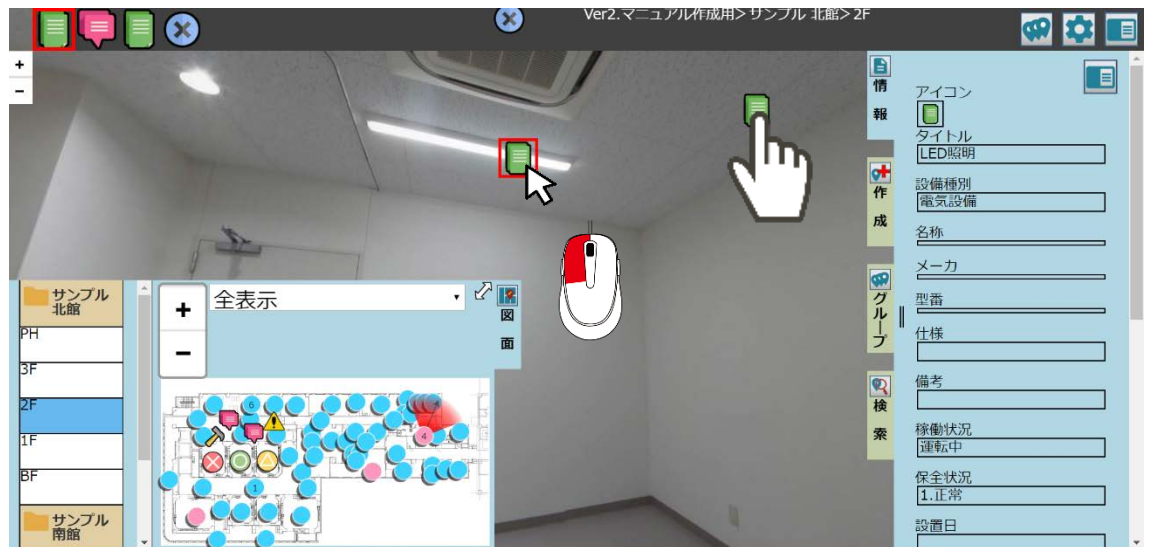 Ver2.マニュアル作成用>サンプル 北館>2F
+
-
情報
作成
グループ
検索
アイコン
タイトル
LED照明
設備種別
電気設備
名称
メーカ
型番
仕様
備考
稼働状況
運転中
保全状況
1.正常
設置日
サンプル
北館
PH
3F
2F
1F
BF
サンプル
南館
+
-
全表示
図面
6
4
1